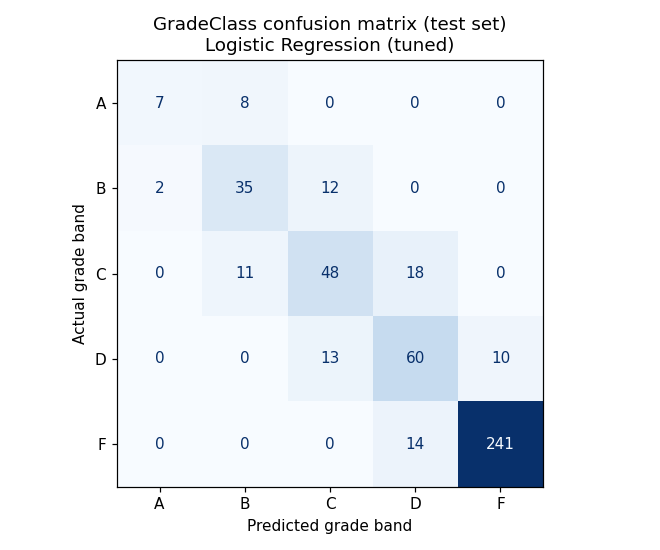 GradeClass confusion matrix (test set)
Logistic Regression (tuned)
A 7 8 0 0 0
B 2 35 12 0 0
C 0 11 48 18 0
D 0 0 13 60 10
F 0 0 0 14 241
A B C D F
Predicted grade band
Actual grade band